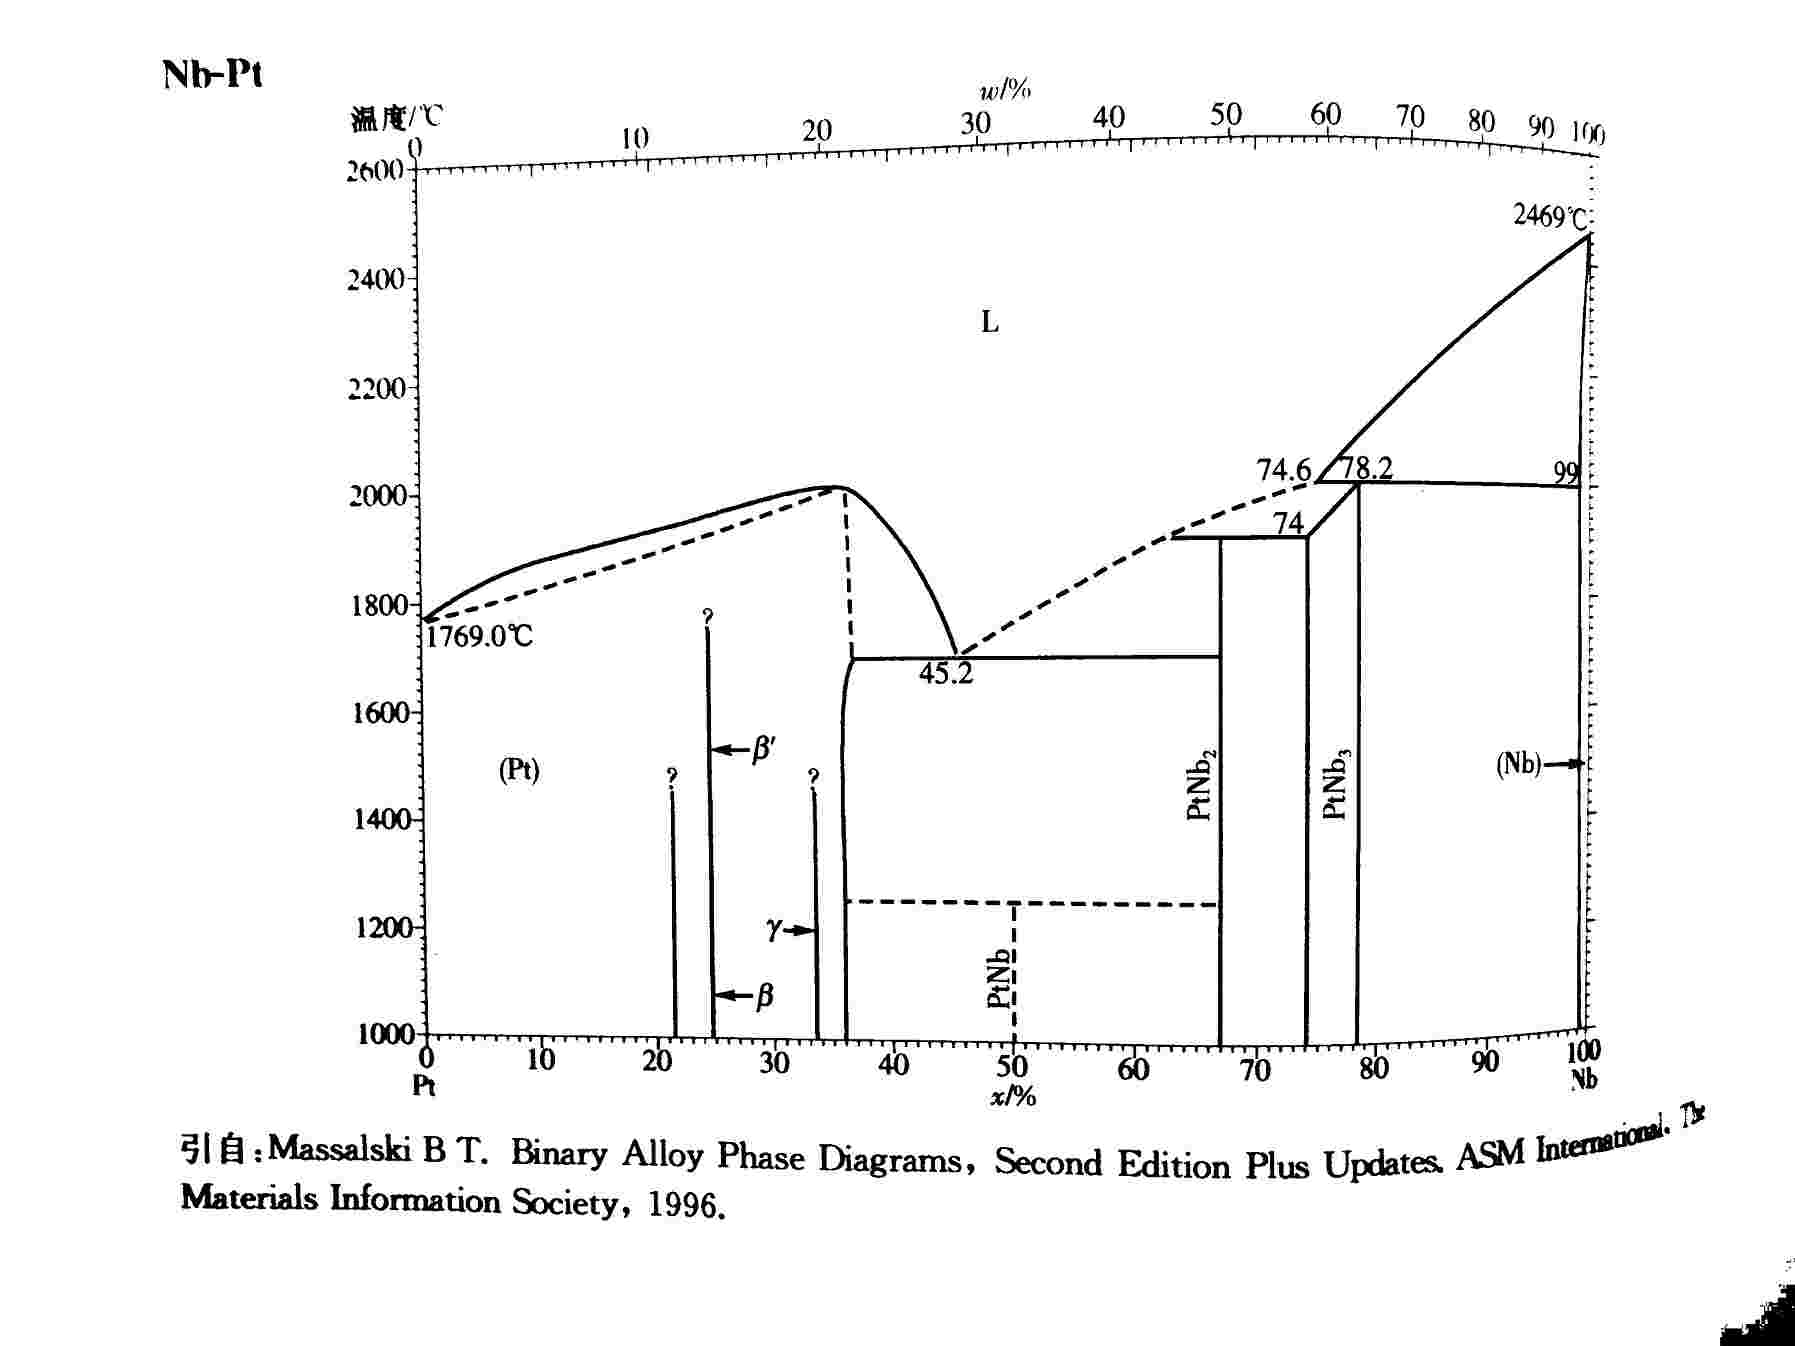 Nb-Pt
w/%
温度/℃
0 10 20 30 40 50 60 70 80 90 100
2600
2469℃
2400
L
2200
74.6 78.2 99
2000
74
1800
?
1769.0℃
45.2
1600
β′
PtNb₂ PtNb₃ (Nb)
(Pt) ? ?
1400
1200
γ
PtNb
β
1000
0 10 20 30 40 50 60 70 80 90 100
Pt x/% Nb
引自:Massalski B T. Binary Alloy Phase Diagrams, Second Edition Plus Updates. ASM International. The
Materials Information Society, 1996.